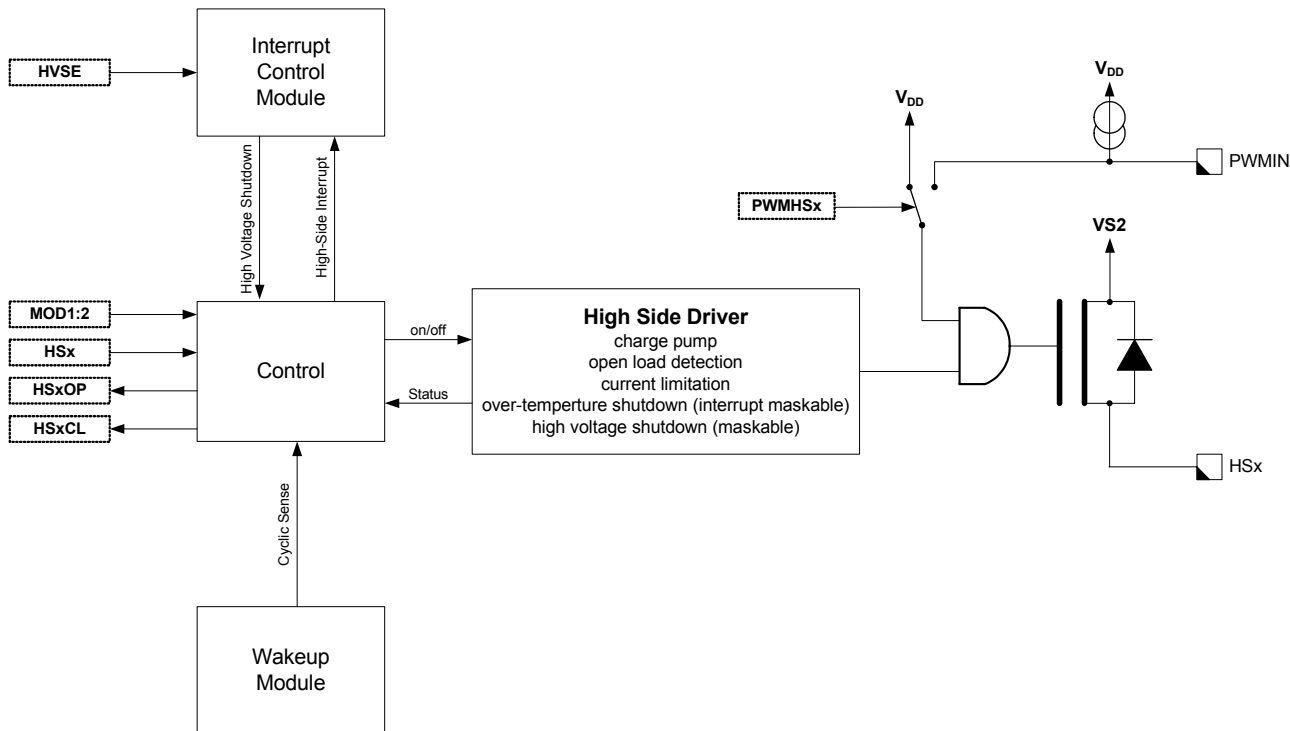 Interrupt
Control
Module
HVSE
High Voltage Shutdown
High-Side Interrupt
VDD
VDD
PWMIN
PWMHSx
VS2
MOD1:2
HSx
HSxOP
HSxCL
Control
on/off
Status
High Side Driver
charge pump
open load detection
current limitation
over-temperture shutdown (interrupt maskable)
high voltage shutdown (maskable)
HSx
Cyclic Sense
Wakeup
Module